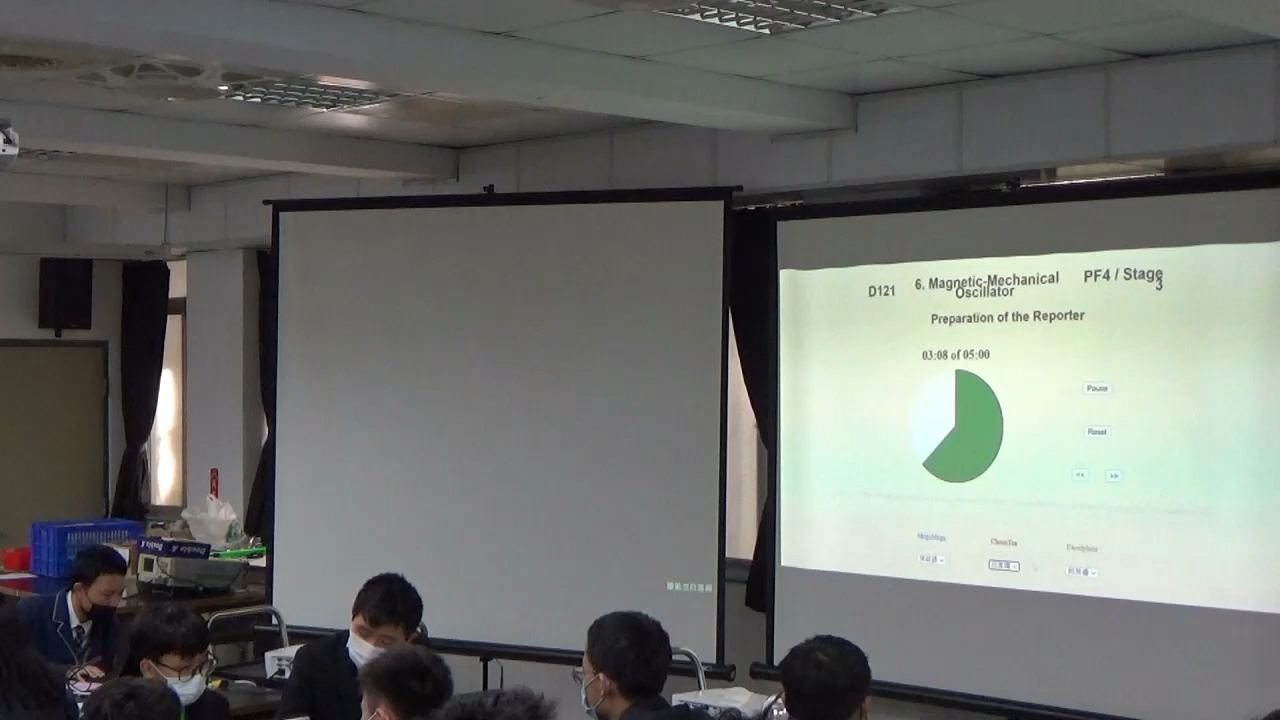 D121
6. Magnetic-Mechanical
Oscillator
PF4 / Stage
3
Preparation of the Reporter
03:08 of 05:00
Pause
Reset
<<
>>
Double A